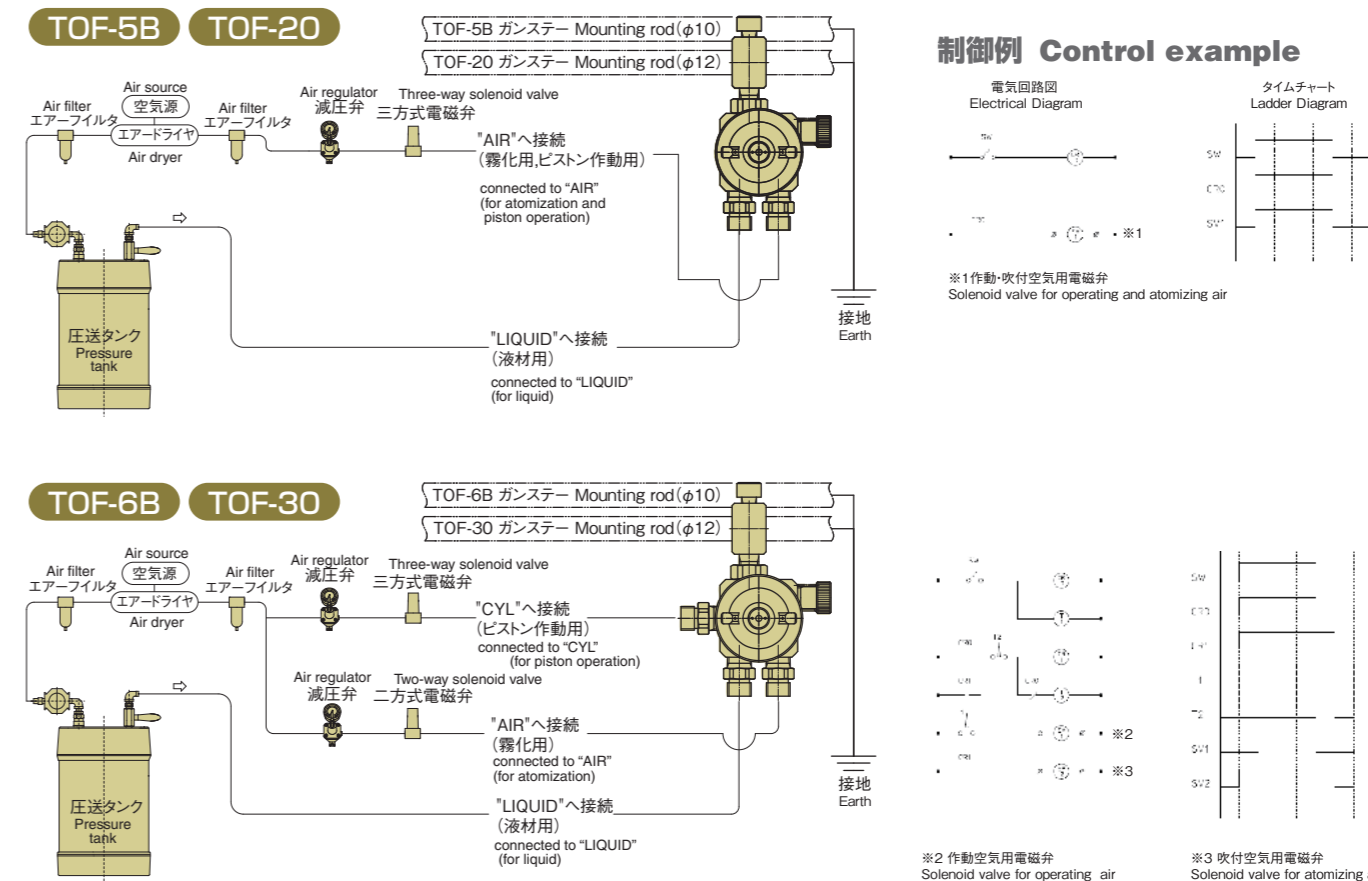 TOF-5B TOF-20
TOF-5B ガンステー Mounting rod(φ10)
TOF-20 ガンステー Mounting rod(φ12)
Air filter
エアーフイルタ
Air source
空気源
エアードライヤ
Air dryer
Air filter
エアーフイルタ
Air regulator
減圧弁
Three-way solenoid valve
三方式電磁弁
"AIR"へ接続
(霧化用,ピストン作動用)
connected to “AIR”
(for atomization and
piston operation)
圧送タンク
Pressure
tank
"LIQUID"へ接続
(液材用)
connected to “LIQUID”
(for liquid)
接地
Earth
制御例 Control example
電気回路図
Electrical Diagram
タイムチャート
Ladder Diagram
SW
※1
※1作動・吹付空気用電磁弁
Solenoid valve for operating and atomizing air
TOF-6B TOF-30
TOF-6B ガンステー Mounting rod(φ10)
TOF-30 ガンステー Mounting rod(φ12)
Air filter
エアーフイルタ
Air source
空気源
エアードライヤ
Air dryer
Air filter
エアーフイルタ
Air regulator
減圧弁
Three-way solenoid valve
三方式電磁弁
"CYL"へ接続
(ピストン作動用)
connected to “CYL”
(for piston operation)
Air regulator
減圧弁
Two-way solenoid valve
二方式電磁弁
"AIR"へ接続
(霧化用)
connected to “AIR”
(for atomization)
圧送タンク
Pressure
tank
"LIQUID"へ接続
(液材用)
connected to “LIQUID”
(for liquid)
接地
Earth
※2
※3
SW
SV1
SV2
※2 作動空気用電磁弁
Solenoid valve for operating air
※3 吹付空気用電磁弁
Solenoid valve for atomizing